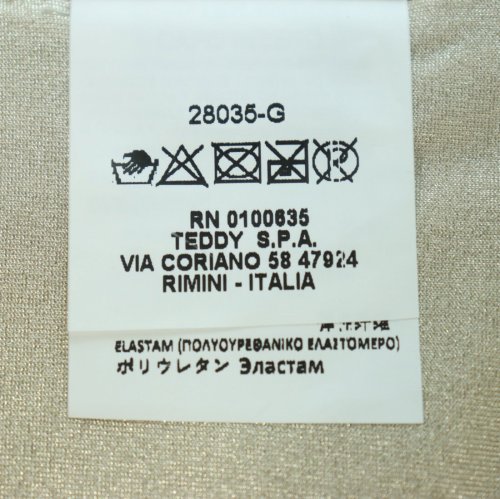 28035-G
RN 0100635
TEDDY S.P.A.
VIA CORIANO 58 47924
RIMINI - ITALIA
ELASTAM (ΠΟΛΥΟΥΡΕΘΑΝΙΚΟ ΕΛΑΣΤΟΜΕΡΟ)
ポリウレタン Эластам